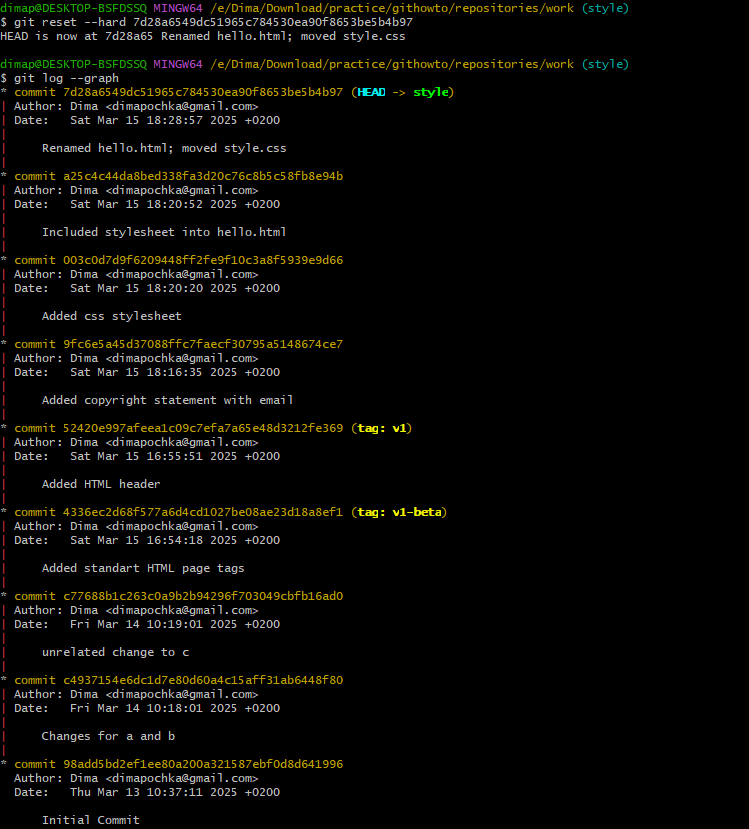 dimap@DESKTOP-BSFDSSQ MINGW64 /e/Dima/Download/practice/githowto/repositories/work (style)
$ git reset --hard 7d28a6549dc51965c784530ea90f8653be5b4b97
HEAD is now at 7d28a65 Renamed hello.html; moved style.css
dimap@DESKTOP-BSFDSSQ MINGW64 /e/Dima/Download/practice/githowto/repositories/work (style)
$ git log --graph
* commit 7d28a6549dc51965c784530ea90f8653be5b4b97 (HEAD -> style)
| Author: Dima <dimapochka@gmail.com>
| Date:   Sat Mar 15 18:28:57 2025 +0200
|
|     Renamed hello.html; moved style.css
|
* commit a25c4c44da8bed338fa3d20c76c8b5c58fb8e94b
| Author: Dima <dimapochka@gmail.com>
| Date:   Sat Mar 15 18:20:52 2025 +0200
|
|     Included stylesheet into hello.html
|
* commit 003c0d7d9f6209448ff2fe9f10c3a8f5939e9d66
| Author: Dima <dimapochka@gmail.com>
| Date:   Sat Mar 15 18:20:20 2025 +0200
|
|     Added css stylesheet
|
* commit 9fc6e5a45d37088ffc7faecf30795a5148674ce7
| Author: Dima <dimapochka@gmail.com>
| Date:   Sat Mar 15 18:16:35 2025 +0200
|
|     Added copyright statement with email
|
* commit 52420e997afeea1c09c7efa7a65e48d3212fe369 (tag: v1)
| Author: Dima <dimapochka@gmail.com>
| Date:   Sat Mar 15 16:55:51 2025 +0200
|
|     Added HTML header
|
* commit 4336ec2d68f577a6d4cd1027be08ae23d18a8ef1 (tag: v1-beta)
| Author: Dima <dimapochka@gmail.com>
| Date:   Sat Mar 15 16:54:18 2025 +0200
|
|     Added standart HTML page tags
|
* commit c77688b1c263c0a9b2b94296f703049cbfb16ad0
| Author: Dima <dimapochka@gmail.com>
| Date:   Fri Mar 14 10:19:01 2025 +0200
|
|     unrelated change to c
|
* commit c4937154e6dc1d7e80d60a4c15aff31ab6448f80
| Author: Dima <dimapochka@gmail.com>
| Date:   Fri Mar 14 10:18:01 2025 +0200
|
|     Changes for a and b
|
* commit 98add5bd2ef1ee80a200a321587ebf0d8d641996
  Author: Dima <dimapochka@gmail.com>
  Date:   Thu Mar 13 10:37:11 2025 +0200
      Initial Commit